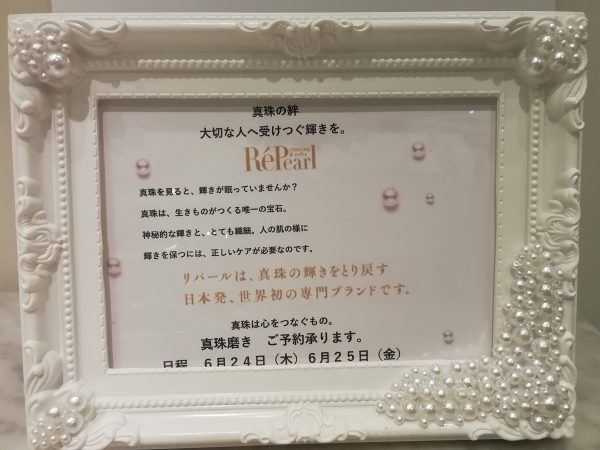 真珠の絆
大切な人へ受けつぐ輝きを。
RéPearl
真珠を見ると、輝きが眠っていませんか？
真珠は、生きものがつくる唯一の宝石。
神秘的な輝きと、とても繊細。人の肌の様に
輝きを保つには、正しいケアが必要なのです。
リパールは、真珠の輝きをとり戻す
日本発、世界初の専門ブランドです。
真珠は心をつなぐもの。
真珠磨き　ご予約承ります。
日程　６月２４日（木）６月２５日（金）